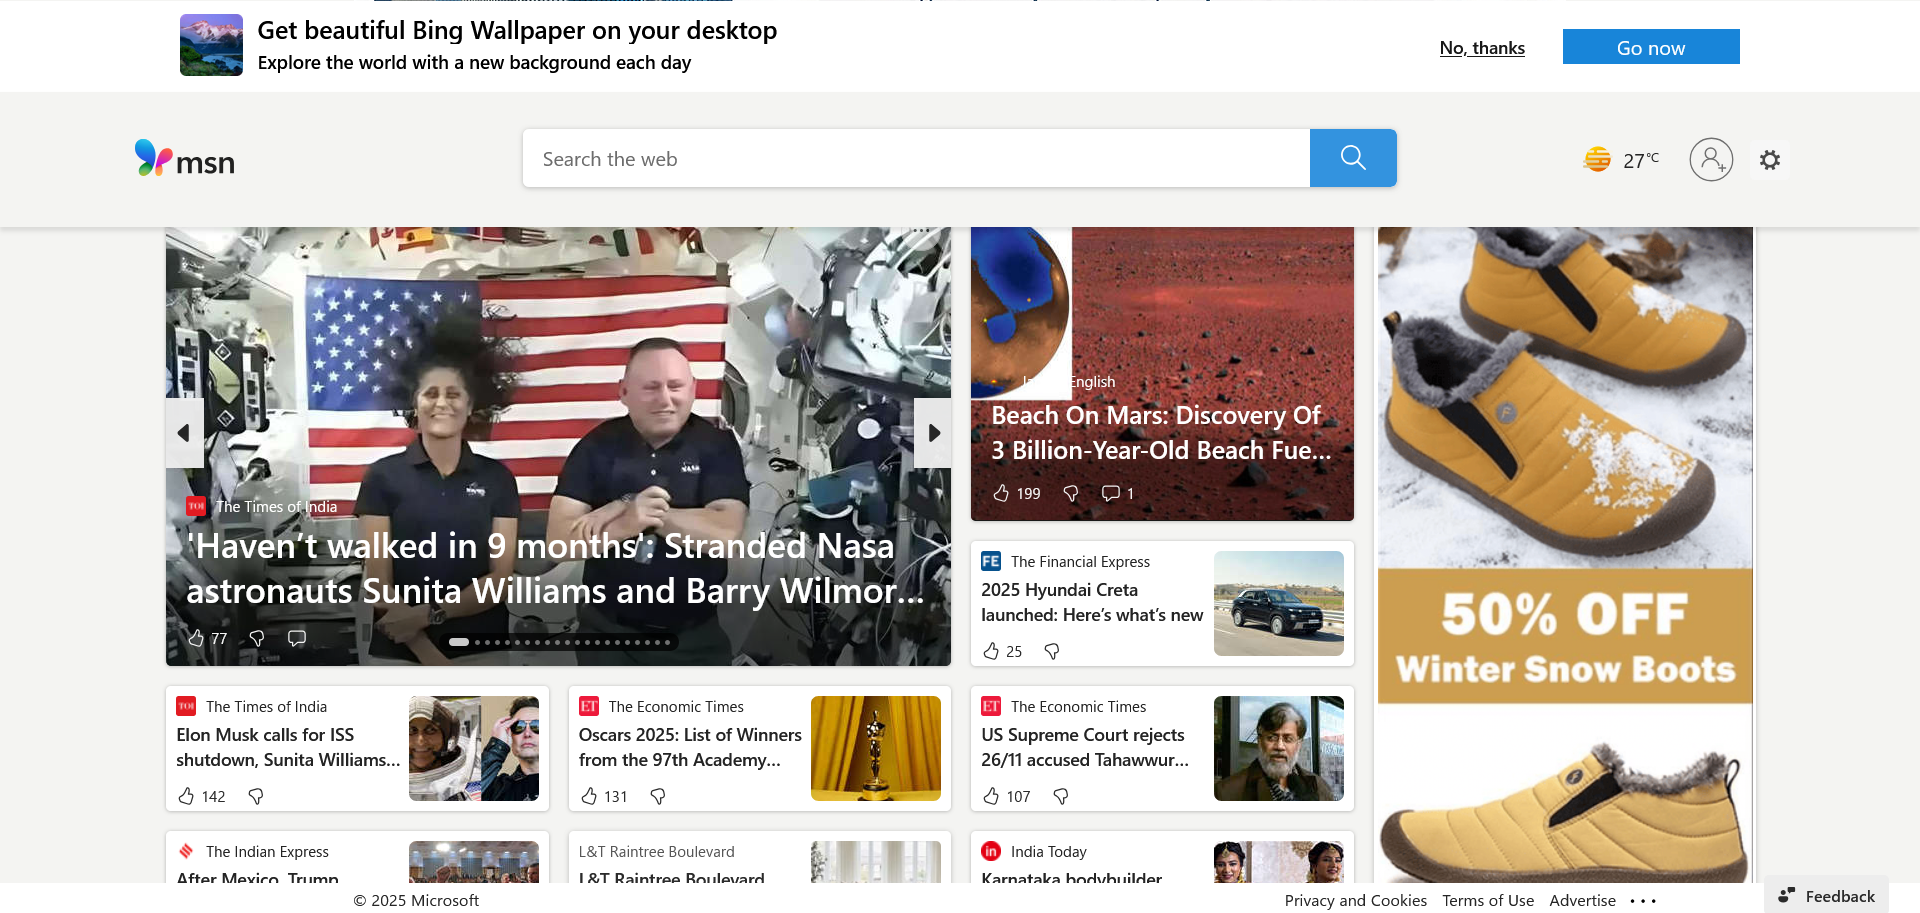 Get beautiful Bing Wallpaper on your desktop
Explore the world with a new background each day
No, thanks
Go now
msn
Search the web
27°C
The Times of India
'Haven’t walked in 9 months': Stranded Nasa
astronauts Sunita Williams and Barry Wilmor...
77
English
Beach On Mars: Discovery Of
3 Billion-Year-Old Beach Fue...
199
1
FE The Financial Express
2025 Hyundai Creta
launched: Here’s what’s new
25
50% OFF
Winter Snow Boots
TOI The Times of India
Elon Musk calls for ISS
shutdown, Sunita Williams...
142
ET The Economic Times
Oscars 2025: List of Winners
from the 97th Academy...
131
ET The Economic Times
US Supreme Court rejects
26/11 accused Tahawwur...
107
The Indian Express
After Mexico, Trump
L&T Raintree Boulevard
L&T Raintree Boulevard
in India Today
Karnataka bodybuilder
© 2025 Microsoft
Privacy and Cookies
Terms of Use
Advertise
Feedback